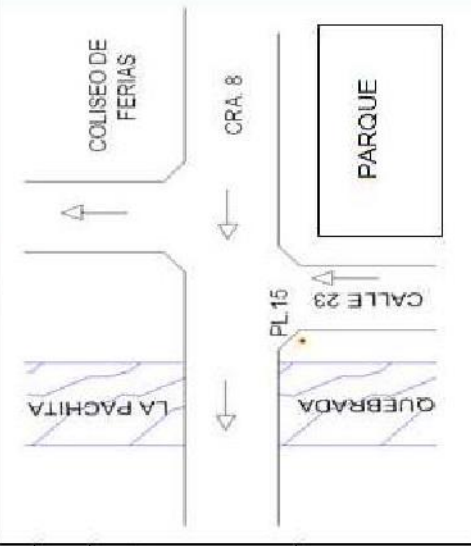 COLISEO DE
FERIAS
CRA. 8
PARQUE
PL.15
CALLE 23
LA PACHITA
QUEBRADA